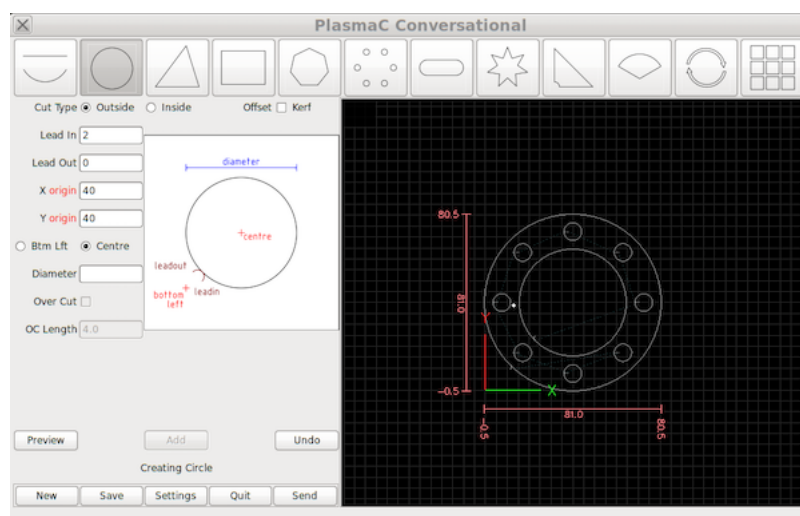 PlasmaC Conversational
Cut Type Outside Inside Offset Kerf
Lead In 2
Lead Out 0
X origin 40
Y origin 40
Btm Lft Centre
Diameter
Over Cut
OC Length 4.0
diameter
centre
leadout
leadin
bottom
left
Preview Add Undo
Creating Circle
New Save Settings Quit Send
80.5
81.0
-0.5
Y
X
81.0
-0.5
80.5